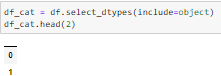 df_cat = df.select_dtypes(include=object)
df_cat.head(2)
0
1